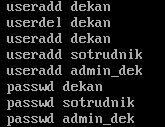 useradd dekan
userdel dekan
useradd dekan
useradd sotrudnik
useradd admin_dek
passwd dekan
passwd sotrudnik
passwd admin_dek